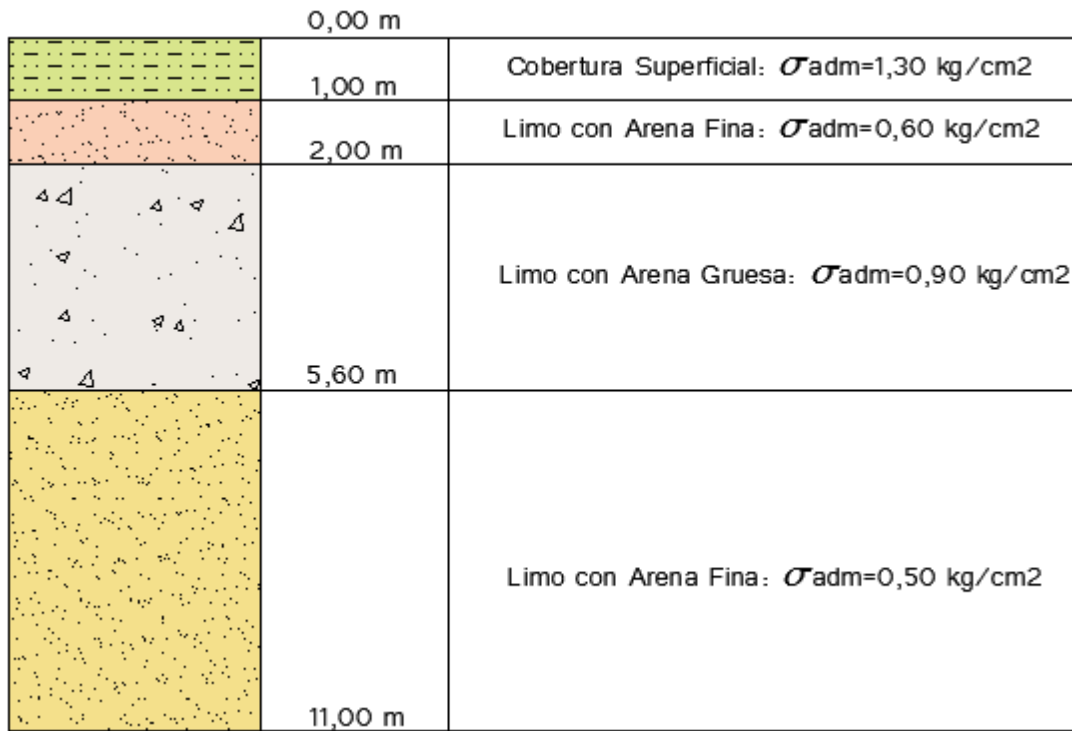 0,00 m
Cobertura Superficial: σadm=1,30 kg/cm2
1,00 m
Limo con Arena Fina: σadm=0,60 kg/cm2
2,00 m
Limo con Arena Gruesa: σadm=0,90 kg/cm2
5,60 m
Limo con Arena Fina: σadm=0,50 kg/cm2
11,00 m